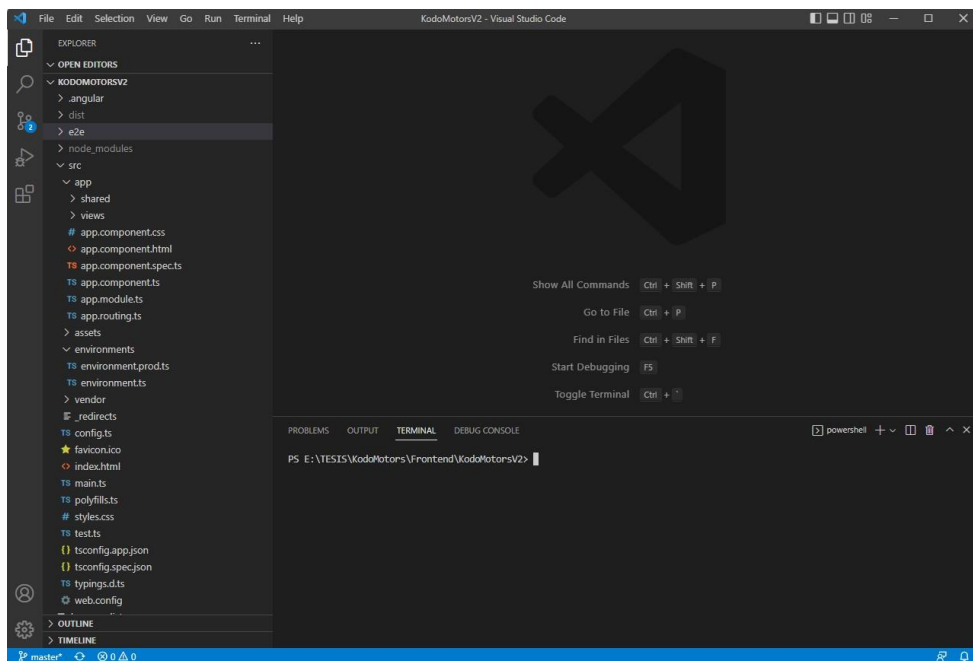 File Edit Selection View Go Run Terminal Help KodoMotorsV2 - Visual Studio Code
EXPLORER
OPEN EDITORS
KODOMOTORSV2
.angular
dist
e2e
node_modules
src
app
shared
views
# app.component.css
<> app.component.html
TS app.component.spec.ts
TS app.component.ts
TS app.module.ts
TS app.routing.ts
assets
environments
TS environment.prod.ts
TS environment.ts
vendor
_redirects
TS config.ts
favicon.ico
<> index.html
TS main.ts
TS polyfills.ts
# styles.css
TS test.ts
{} tsconfig.app.json
{} tsconfig.spec.json
TS typings.d.ts
web.config
OUTLINE
TIMELINE
2
Show All Commands Ctrl + Shift + P
Go to File Ctrl + P
Find in Files Ctrl + Shift + F
Start Debugging F5
Toggle Terminal Ctrl + `
PROBLEMS OUTPUT TERMINAL DEBUG CONSOLE powershell
PS E:\TESIS\KodoMotors\Frontend\KodoMotorsV2>
master* 0 0